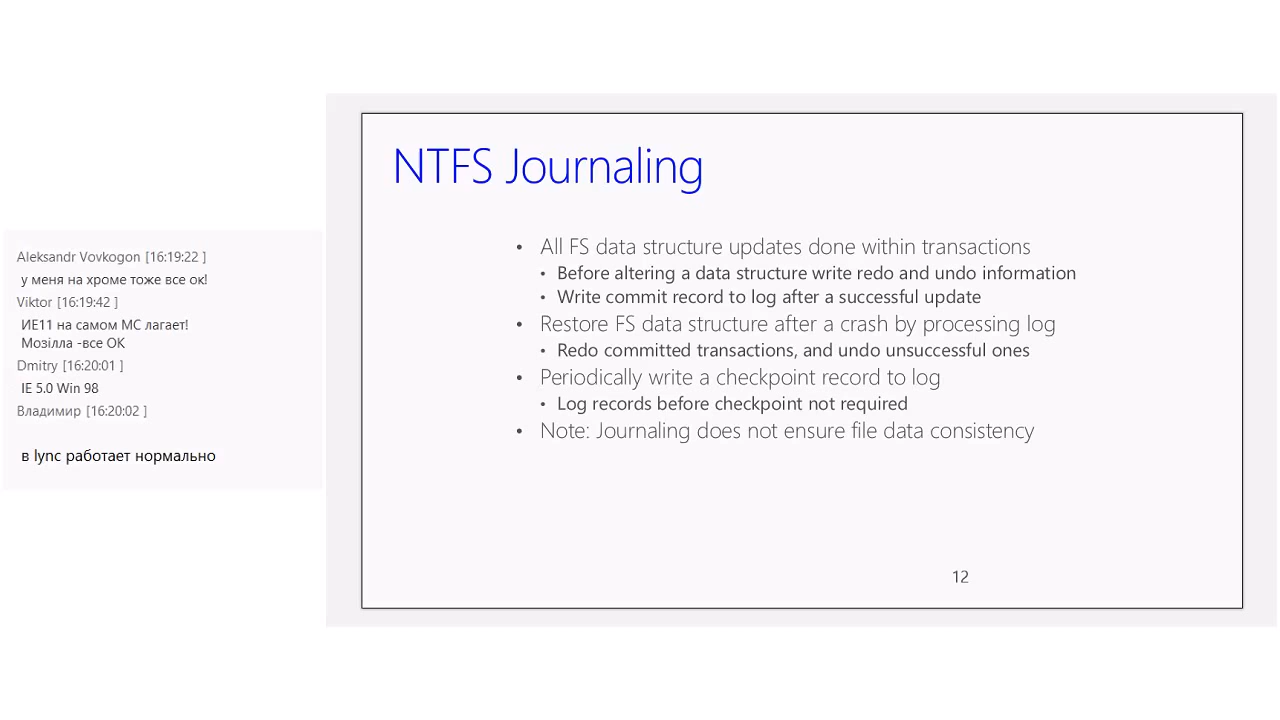 Aleksandr Vovkogon [16:19:22 ]
у меня на хроме тоже все ок!
Viktor [16:19:42 ]
ИЕ11 на самом МС лагает!
Мозілла -все ОК
Dmitry [16:20:01 ]
IE 5.0 Win 98
Владимир [16:20:02 ]
в lync работает нормально
NTFS Journaling
• All FS data structure updates done within transactions
• Before altering a data structure write redo and undo information
• Write commit record to log after a successful update
• Restore FS data structure after a crash by processing log
• Redo committed transactions, and undo unsuccessful ones
• Periodically write a checkpoint record to log
• Log records before checkpoint not required
• Note: Journaling does not ensure file data consistency
12